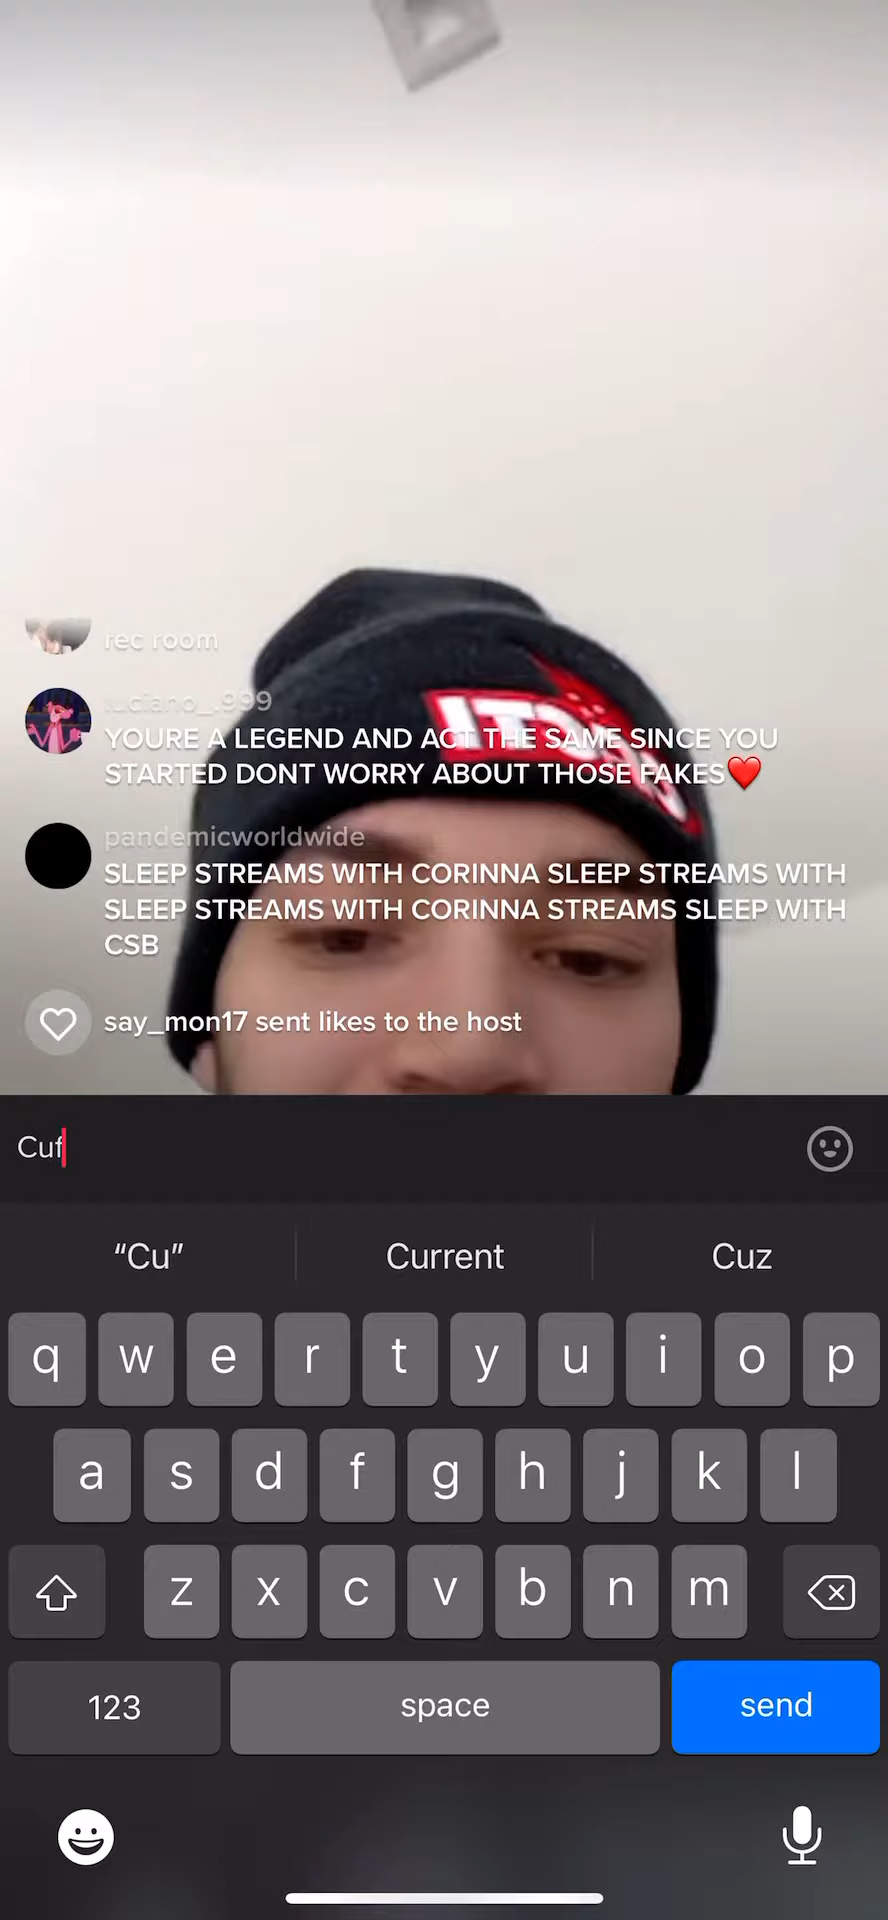 rec room
luciano_.999
YOURE A LEGEND AND ACT THE SAME SINCE YOU
STARTED DONT WORRY ABOUT THOSE FAKES❤️
pandemicworldwide
SLEEP STREAMS WITH CORINNA SLEEP STREAMS WITH
SLEEP STREAMS WITH CORINNA STREAMS SLEEP WITH
CSB
say_mon17 sent likes to the host
Cuf
“Cu” Current Cuz
q w e r t y u i o p
a s d f g h j k l
z x c v b n m
123 space send